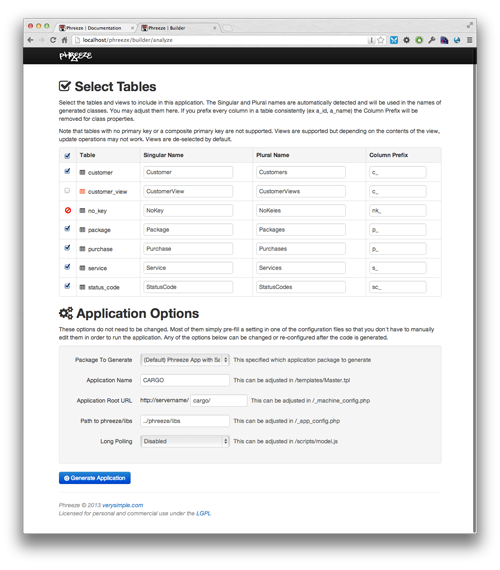 Phreeze | Documentation
Phreeze | Builder
localhost/phreeze/builder/analyze
PHREEZE
Select Tables
Select the tables and views to include in this application. The Singular and Plural names are automatically detected and will be used in the names of
generated classes. You may adjust them here. If you prefix every column in a table consistently (ex a_id, a_name) the Column Prefix will be
removed for class properties.
Note that tables with no primary key or a composite primary key are not supported. Views are supported but depending on the contents of the view,
update operations may not work. Views are de-selected by default.
Table Singular Name Plural Name Column Prefix
customer Customer Customers c_
customer_view CustomerView CustomerViews c_
no_key NoKey NoKeies nk_
package Package Packages p_
purchase Purchase Purchases p_
service Service Services s_
status_code StatusCode StatusCodes sc_
Application Options
These options do not need to be changed. Most of them simply pre-fill a setting in one of the configuration files so that you don't have to manually
edit them in order to run the application. Any of the options below can be changed or re-configured after the code is generated.
Package To Generate (Default) Phreeze App with Sa This specified which application package to generate
Application Name CARGO This can be adjusted in /templates/Master.tpl
Application Root URL http://servername/ cargo/ This can be adjusted in /_machine_config.php
Path to phreeze/libs ../phreeze/libs This can be adjusted in /_app_config.php
Long Polling Disabled This can be adjusted in /scripts/model.js
Generate Application
Phreeze © 2013 verysimple.com
Licensed for personal and commercial use under the LGPL